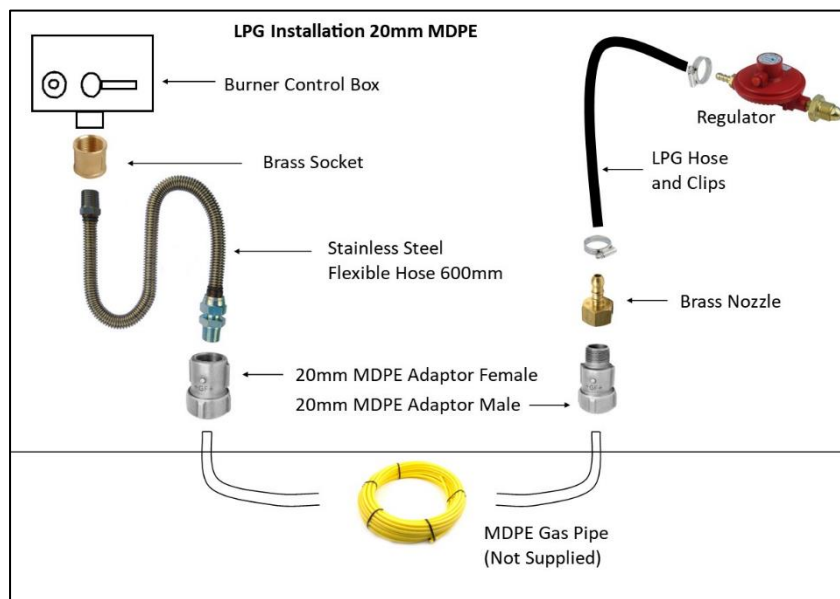 LPG Installation 20mm MDPE
Burner Control Box
Regulator
Brass Socket
LPG Hose
and Clips
Stainless Steel
Flexible Hose 600mm
Brass Nozzle
20mm MDPE Adaptor Female
20mm MDPE Adaptor Male
MDPE Gas Pipe
(Not Supplied)